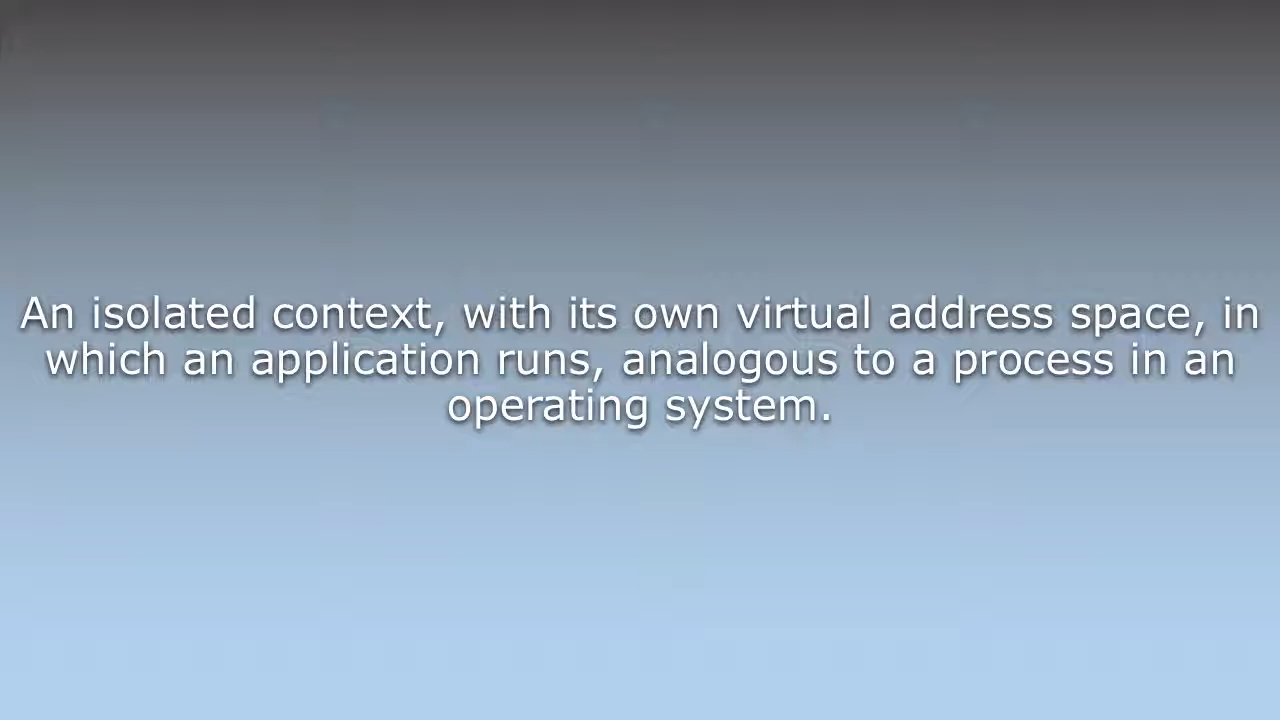 An isolated context, with its own virtual address space, in
which an application runs, analogous to a process in an
operating system.